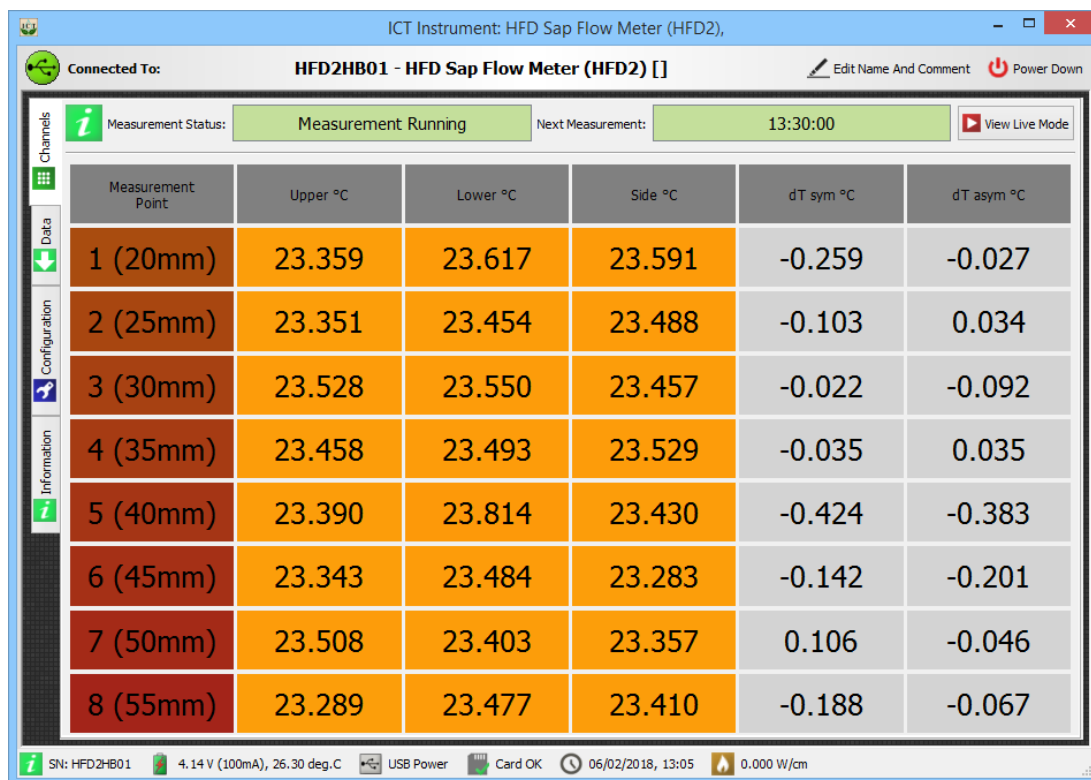 ICT
ICT Instrument: HFD Sap Flow Meter (HFD2),
Connected To: HFD2HB01 - HFD Sap Flow Meter (HFD2) [] Edit Name And Comment Power Down
Channels
Data
Configuration
Information
Measurement Status: Measurement Running Next Measurement: 13:30:00 View Live Mode
Measurement Point Upper °C Lower °C Side °C dT sym °C dT asym °C
1 (20mm) 23.359 23.617 23.591 -0.259 -0.027
2 (25mm) 23.351 23.454 23.488 -0.103 0.034
3 (30mm) 23.528 23.550 23.457 -0.022 -0.092
4 (35mm) 23.458 23.493 23.529 -0.035 0.035
5 (40mm) 23.390 23.814 23.430 -0.424 -0.383
6 (45mm) 23.343 23.484 23.283 -0.142 -0.201
7 (50mm) 23.508 23.403 23.357 0.106 -0.046
8 (55mm) 23.289 23.477 23.410 -0.188 -0.067
SN: HFD2HB01 4.14 V (100mA), 26.30 deg.C USB Power Card OK 06/02/2018, 13:05 0.000 W/cm